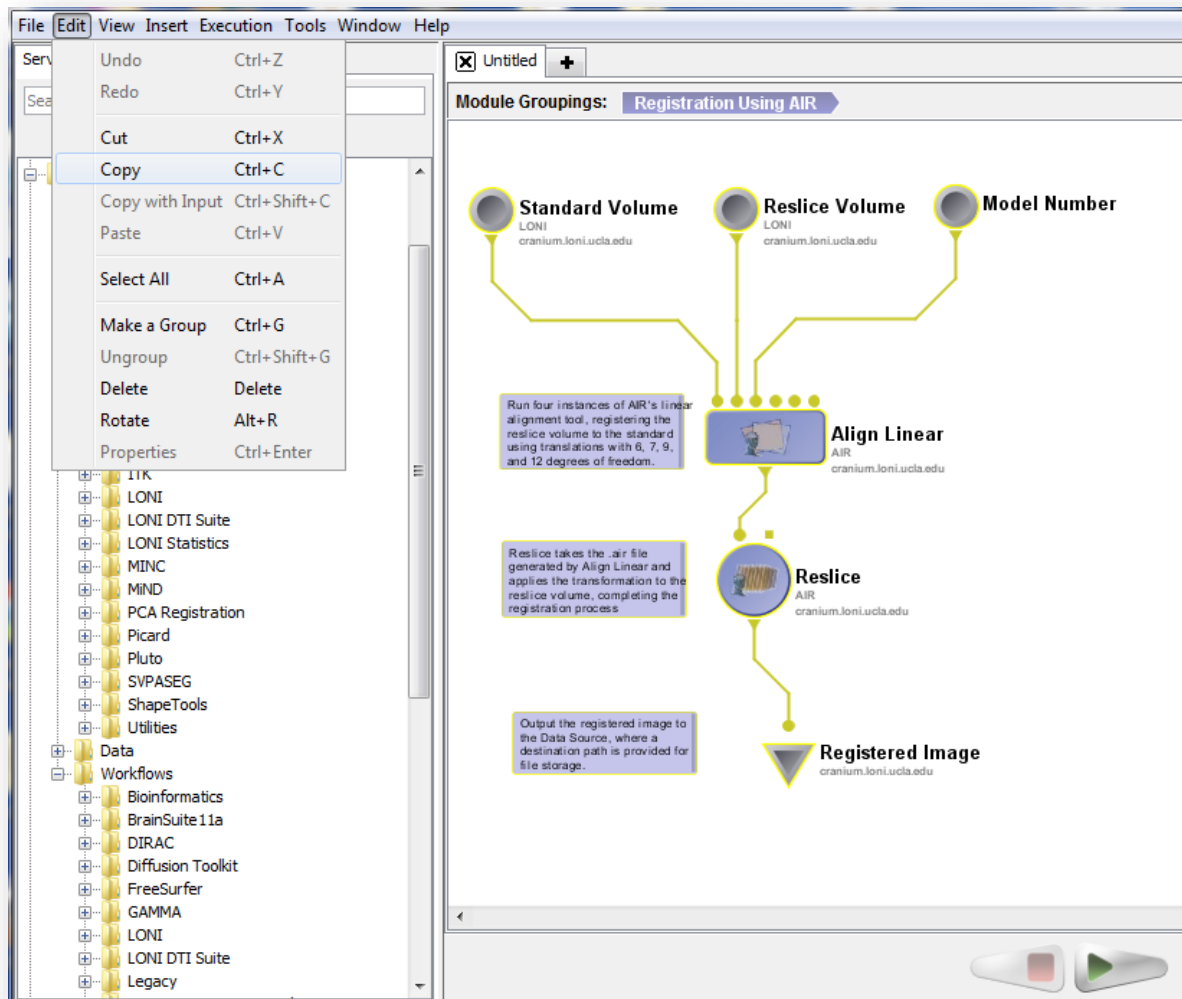 File Edit View Insert Execution Tools Window Help
Serv
Sea
Undo Ctrl+Z
Redo Ctrl+Y
Cut Ctrl+X
Copy Ctrl+C
Copy with Input Ctrl+Shift+C
Paste Ctrl+V
Select All Ctrl+A
Make a Group Ctrl+G
Ungroup Ctrl+Shift+G
Delete Delete
Rotate Alt+R
Properties Ctrl+Enter
ITK
LONI
LONI DTI Suite
LONI Statistics
MINC
MiND
PCA Registration
Picard
Pluto
SVPASEG
ShapeTools
Utilities
Data
Workflows
Bioinformatics
BrainSuite11a
DIRAC
Diffusion Toolkit
FreeSurfer
GAMMA
LONI
LONI DTI Suite
Legacy
Untitled
Module Groupings: Registration Using AIR
Standard Volume
LONI
cranium.loni.ucla.edu
Reslice Volume
LONI
cranium.loni.ucla.edu
Model Number
Run four instances of AIR's linear
alignment tool, registering the
reslice volume to the standard
using translations with 6, 7, 9,
and 12 degrees of freedom.
Align Linear
AIR
cranium.loni.ucla.edu
Reslice takes the .air file
generated by Align Linear and
applies the transformation to the
reslice volume, completing the
registration process
Reslice
AIR
cranium.loni.ucla.edu
Output the registered image to
the Data Source, where a
destination path is provided for
file storage.
Registered Image
cranium.loni.ucla.edu